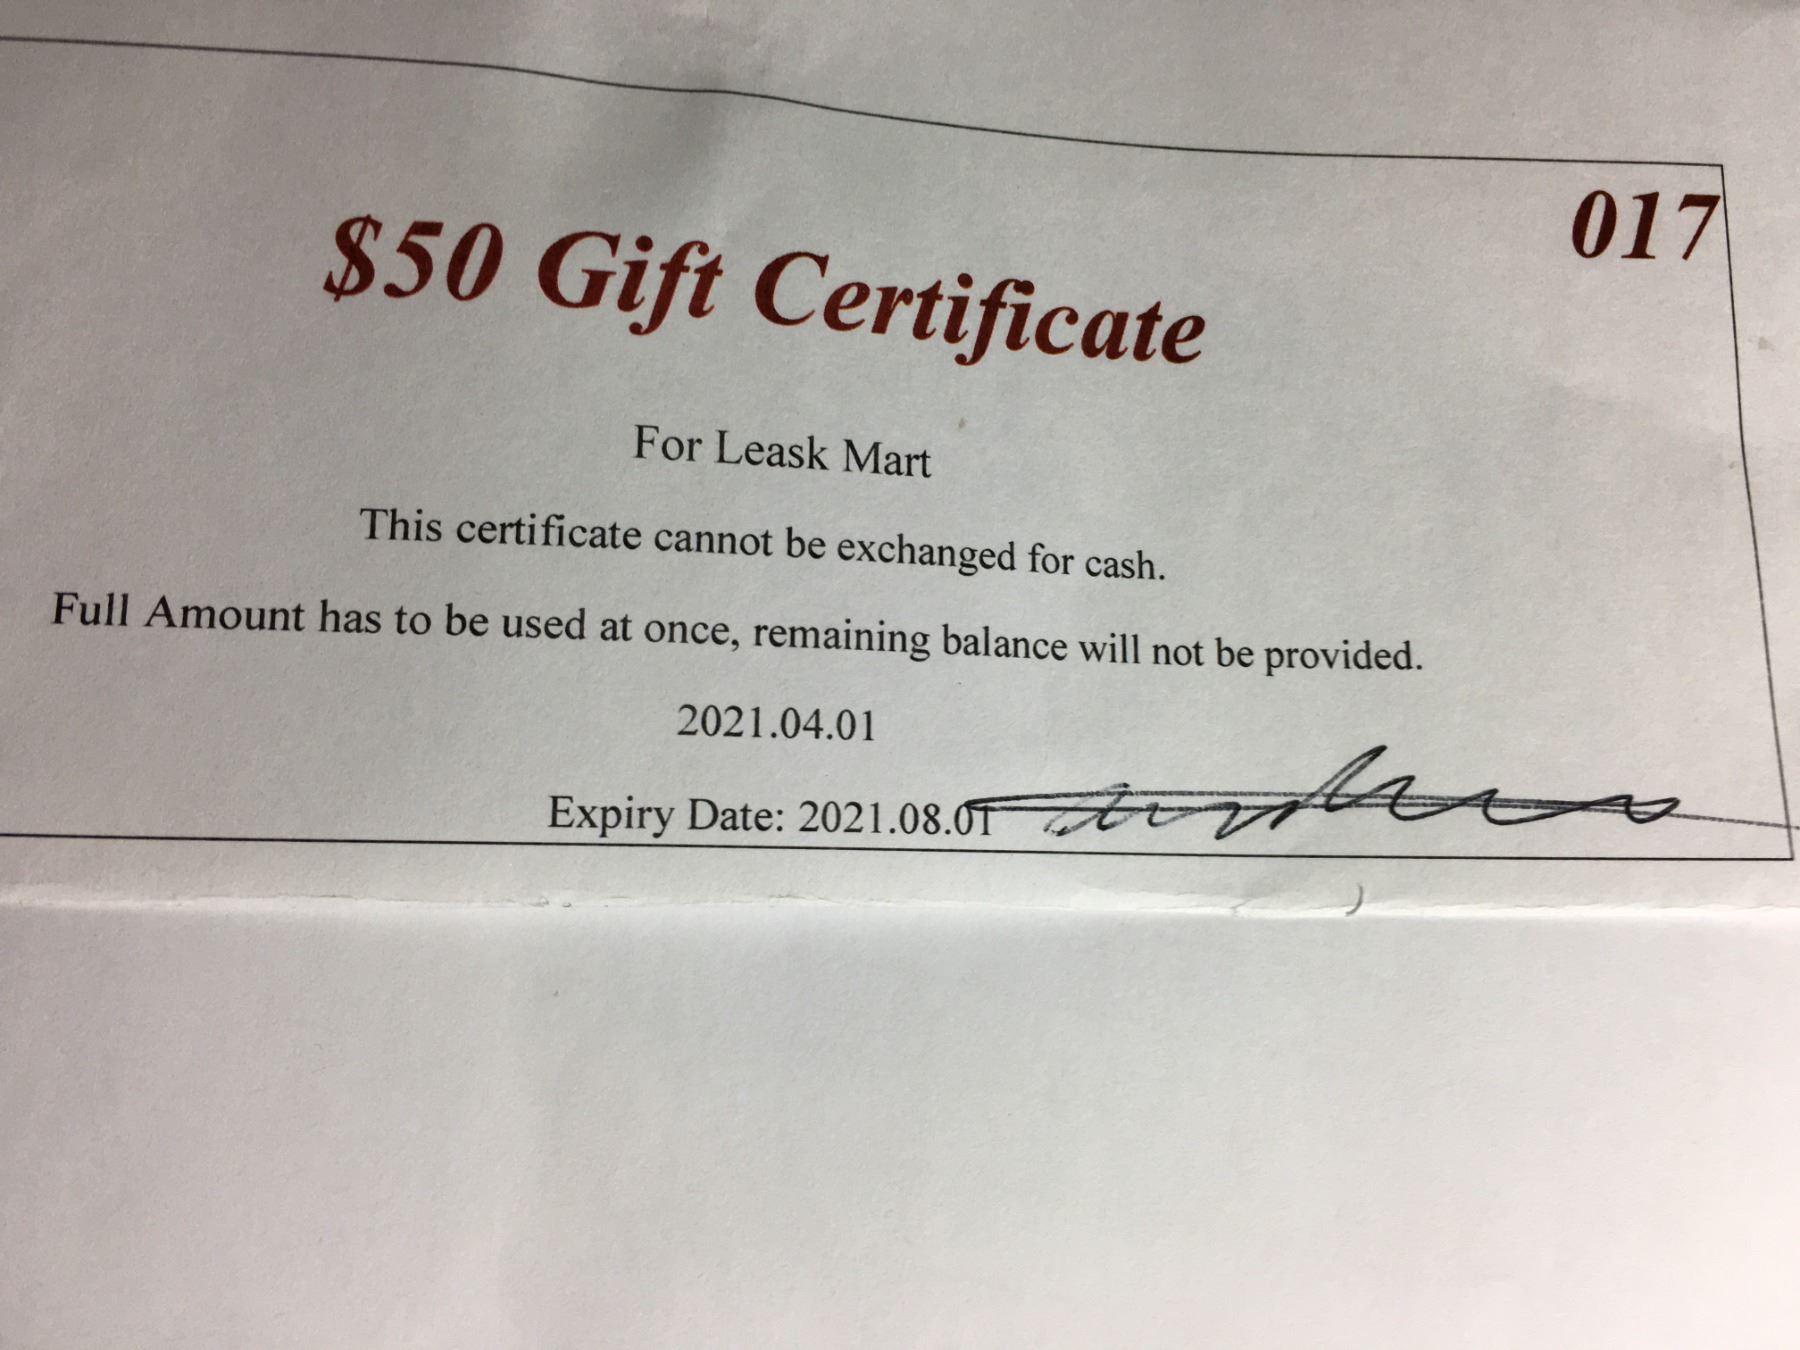 017
$50 Gift Certificate
For Leask Mart
This certificate cannot be exchanged for cash.
Full Amount has to be used at once, remaining balance will not be provided.
2021.04.01
Expiry Date: 2021.08.01